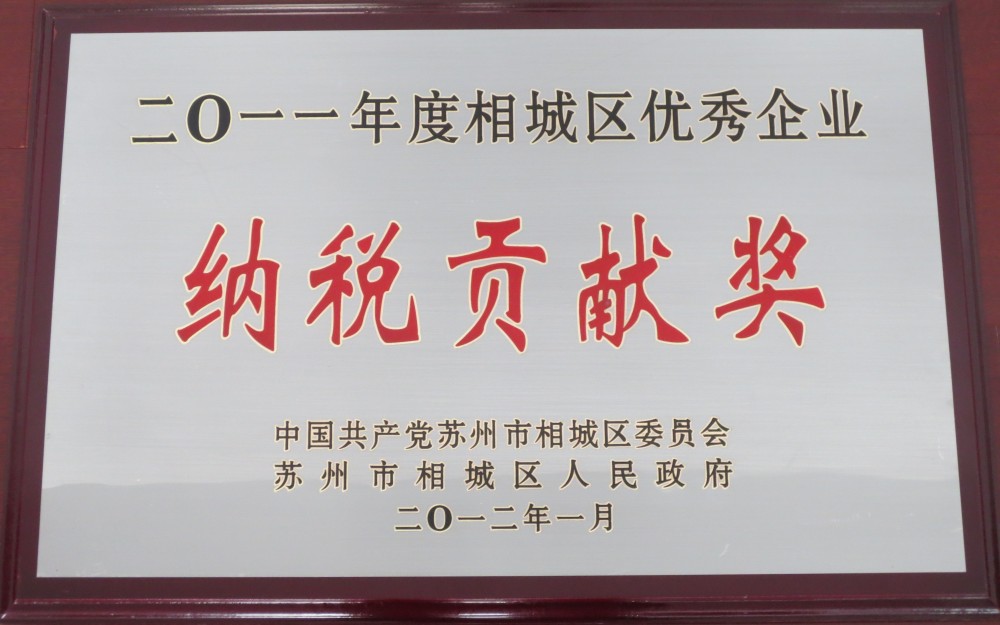 二O一一年度相城区优秀企业
纳税贡献奖
中国共产党苏州市相城区委员会
苏州市相城区人民政府
二O一二年一月